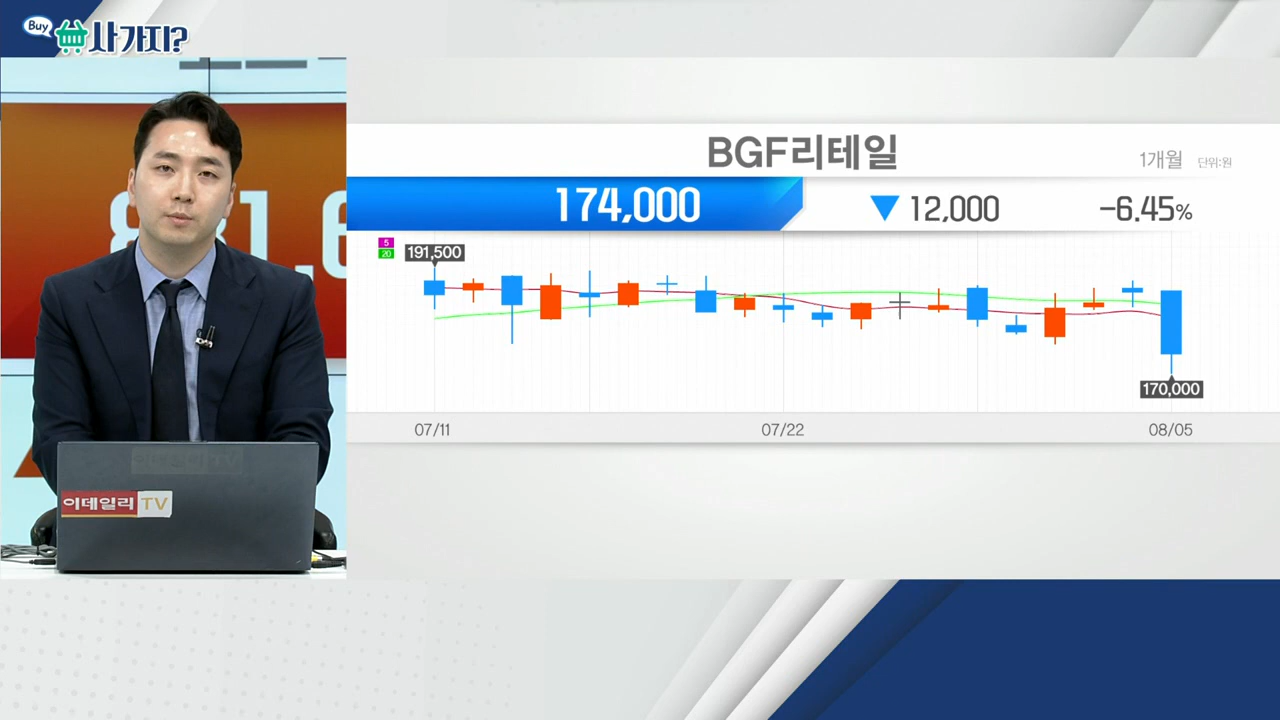 Buy
사가지?
BGF리테일
1개월 단위:원
174,000
▼ 12,000
-6.45%
5
20
191,500
170,000
07/11
07/22
08/05
이데일리 TV